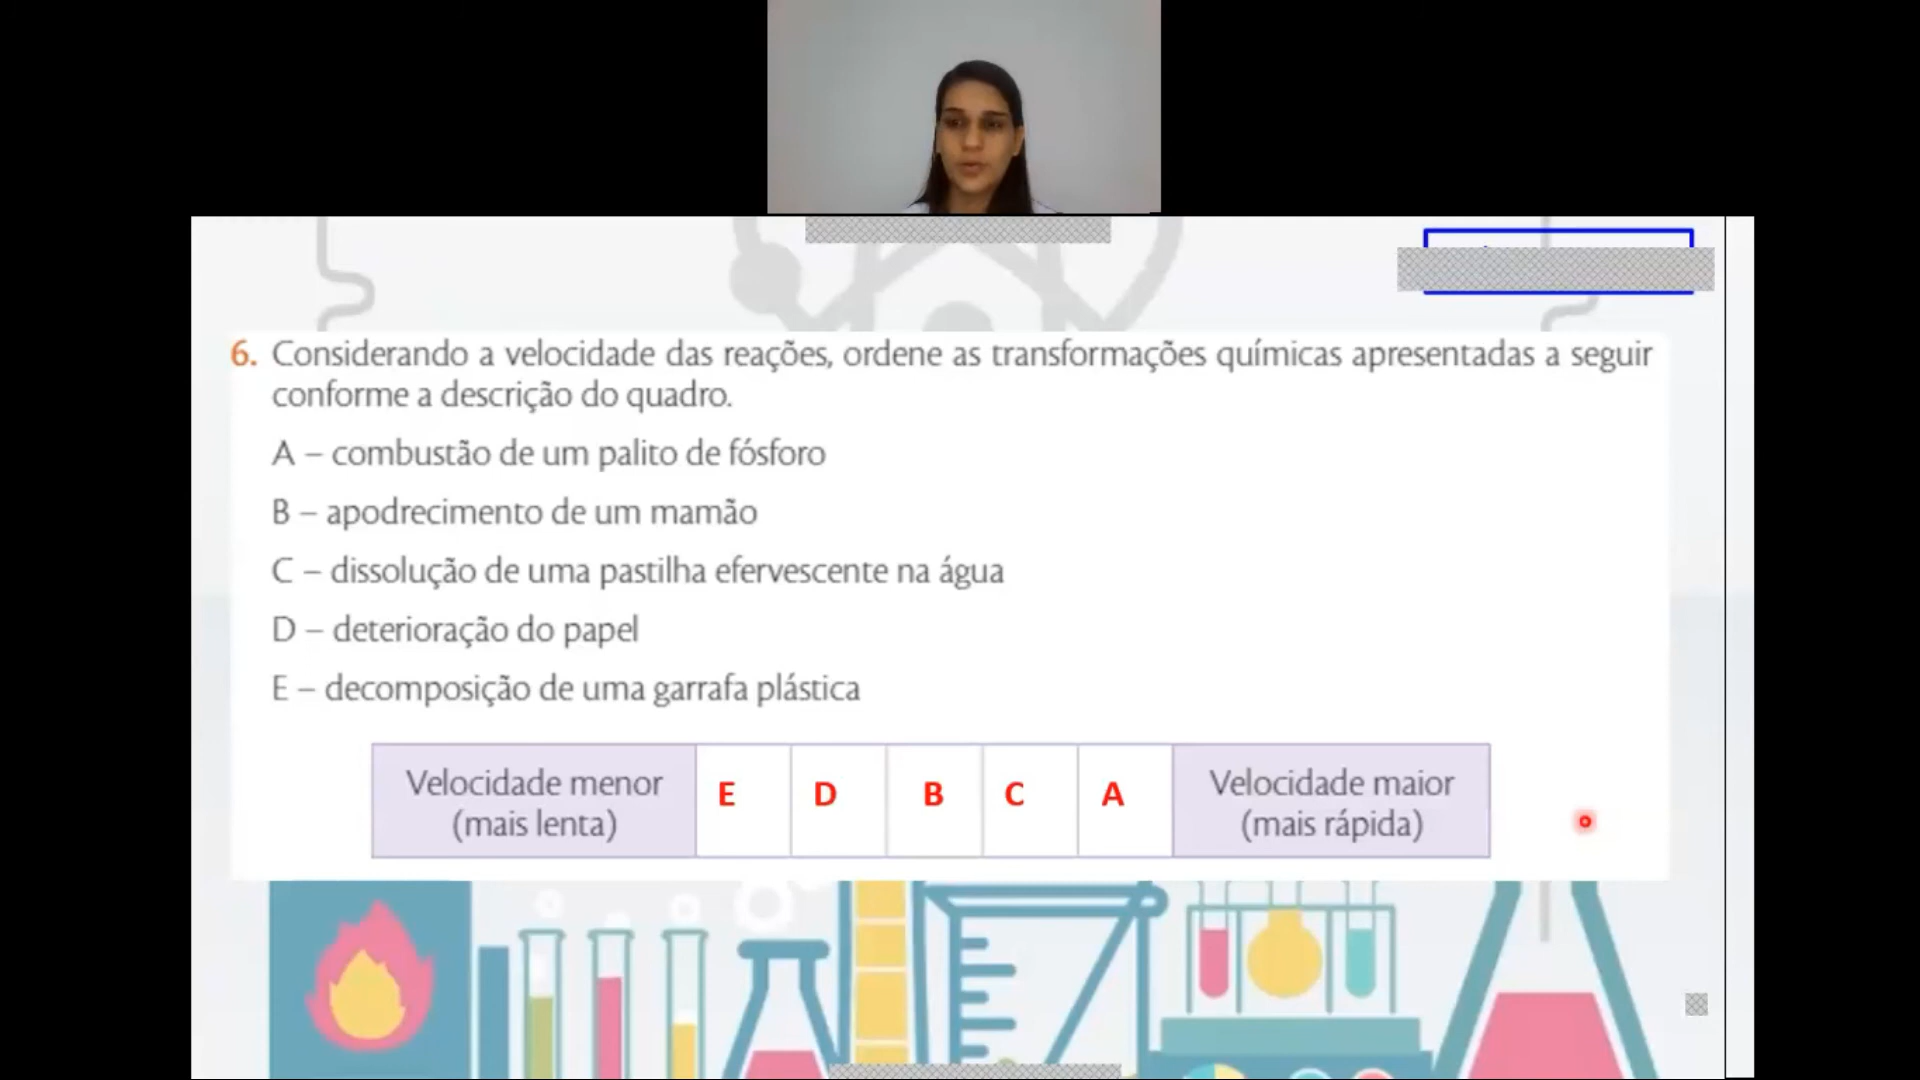 6. Considerando a velocidade das reações, ordene as transformações químicas apresentadas a seguir
conforme a descrição do quadro.
A – combustão de um palito de fósforo
B – apodrecimento de um mamão
C – dissolução de uma pastilha efervescente na água
D – deterioração do papel
E – decomposição de uma garrafa plástica
Velocidade menor
(mais lenta)
E D B C A
Velocidade maior
(mais rápida)